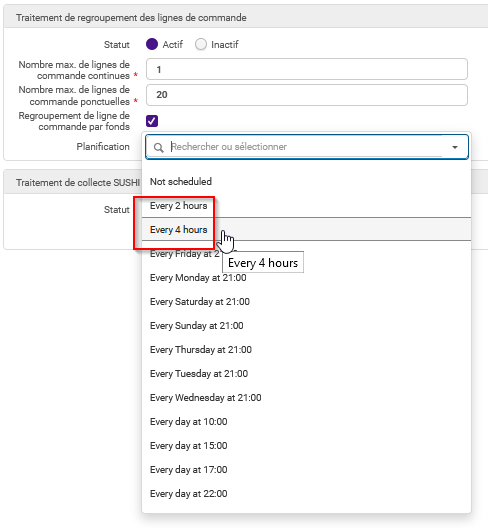 Traitement de regroupement des lignes de commande
Statut Actif Inactif
Nombre max. de lignes de
commande continues * 1
Nombre max. de lignes de
commande ponctuelles * 20
Regroupement de ligne de
commande par fonds
Planification Rechercher ou sélectionner
Not scheduled
Traitement de collecte SUSHI
Statut
Every 2 hours
Every 4 hours
Every Friday at 2
Every 4 hours
Every Monday at 21:00
Every Saturday at 21:00
Every Sunday at 21:00
Every Thursday at 21:00
Every Tuesday at 21:00
Every Wednesday at 21:00
Every day at 10:00
Every day at 15:00
Every day at 17:00
Every day at 22:00